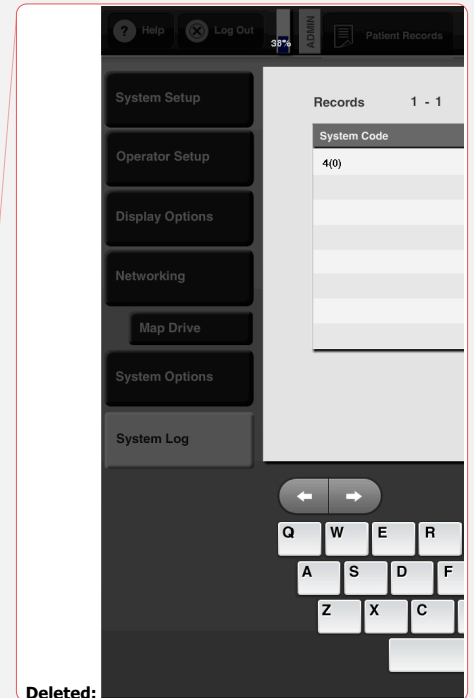 Help Log Out 38% ADMIN Patient Records
System Setup
Records 1 - 1
System Code
4(0)
Operator Setup
Display Options
Networking
Map Drive
System Options
System Log
Q W E R
A S D F
Z X C
Deleted: